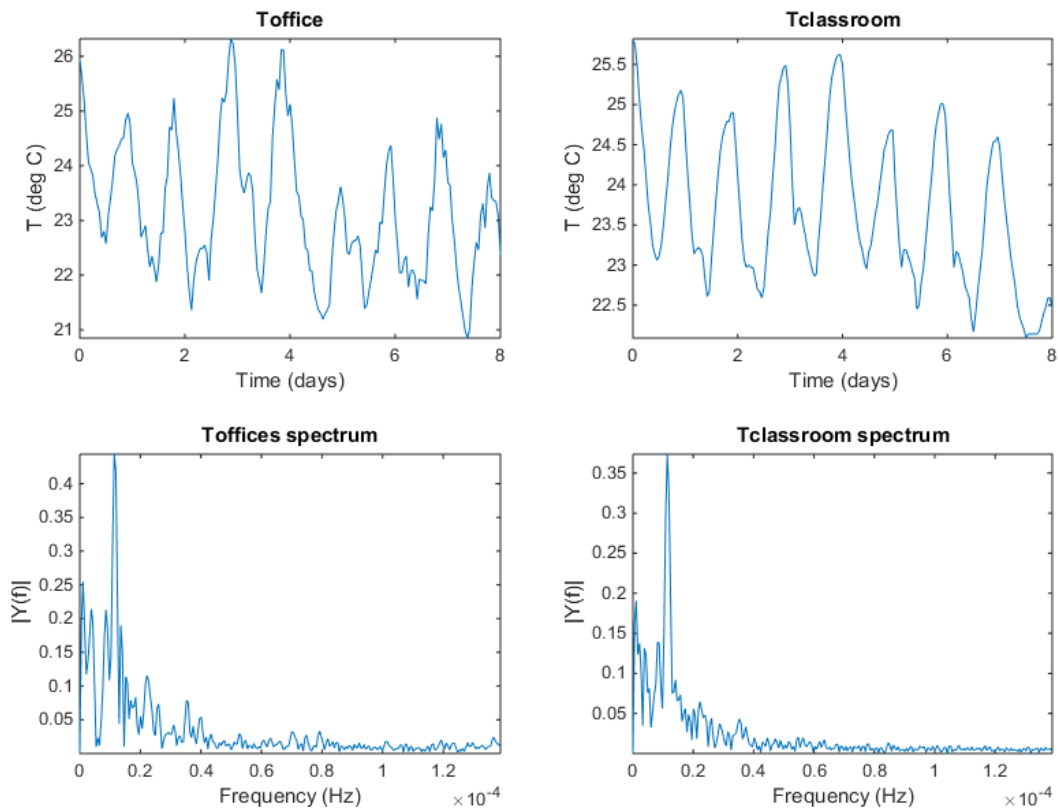 Toffice
26
25
24
23
22
21
T (deg C)
0 2 4 6 8
Time (days)
Tclassroom
25.5
25
24.5
24
23.5
23
22.5
T (deg C)
0 2 4 6 8
Time (days)
Toffices spectrum
0.4
0.35
0.3
0.25
0.2
0.15
0.1
0.05
|Y(f)|
0 0.2 0.4 0.6 0.8 1 1.2
Frequency (Hz) ×10⁻⁴
Tclassroom spectrum
0.35
0.3
0.25
0.2
0.15
0.1
0.05
|Y(f)|
0 0.2 0.4 0.6 0.8 1 1.2
Frequency (Hz) ×10⁻⁴